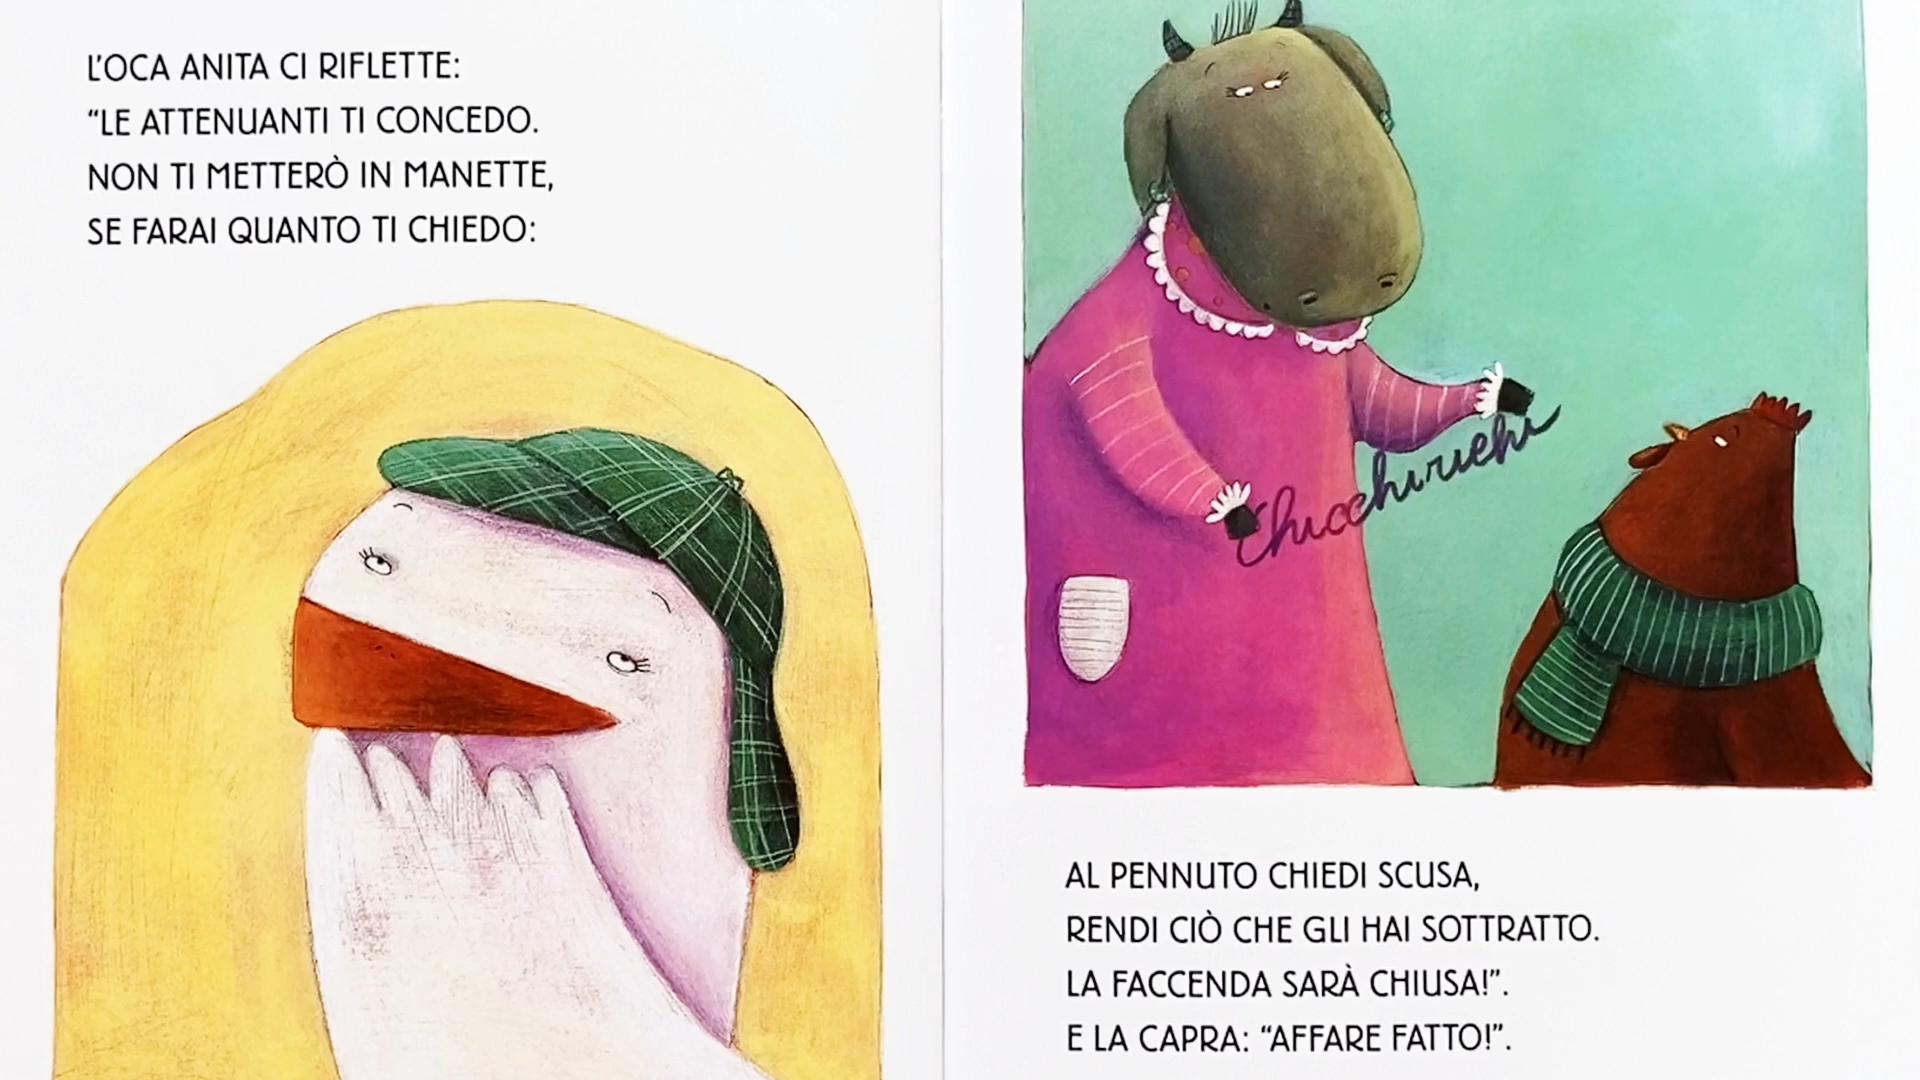 L'OCA ANITA CI RIFLETTE:
“LE ATTENUANTI TI CONCEDO.
NON TI METTERÒ IN MANETTE,
SE FARAI QUANTO TI CHIEDO:
Chicchirichi
AL PENNUTO CHIEDI SCUSA,
RENDI CIÒ CHE GLI HAI SOTTRATTO.
LA FACCENDA SARÀ CHIUSA!”.
E LA CAPRA: “AFFARE FATTO!”.